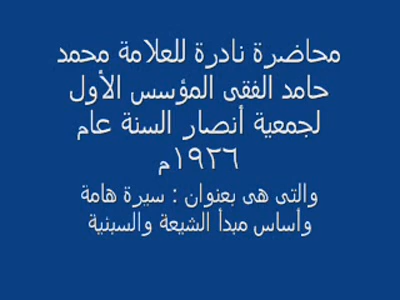 محاضرة نادرة للعلامة محمد
حامد الفقى المؤسس الأول
لجمعية أنصار السنة عام
١٩٢٦م
والتى هى بعنوان : سيرة هامة
وأساس مبدأ الشيعة والسبئية